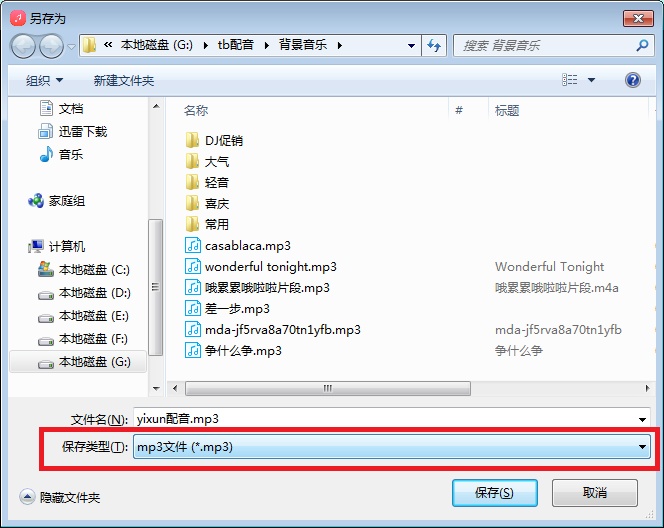 另存为
« 本地磁盘 (G:) tb配音 背景音乐
搜索 背景音乐
组织 新建文件夹
文档
迅雷下载
音乐
家庭组
计算机
本地磁盘 (C:)
本地磁盘 (D:)
本地磁盘 (E:)
本地磁盘 (F:)
本地磁盘 (G:)
名称 # 标题
DJ促销
大气
轻音
喜庆
常用
casablaca.mp3
wonderful tonight.mp3 Wonderful Tonight
哦累累哦啦啦片段.mp3 哦累累哦啦啦片段.m4a
差一步.mp3
mda-jf5rva8a70tn1yfb.mp3 mda-jf5rva8a70tn1yfb
争什么争.mp3 争什么争
文件名(N): yixun配音.mp3
保存类型(T): mp3文件 (*.mp3)
隐藏文件夹 保存(S) 取消